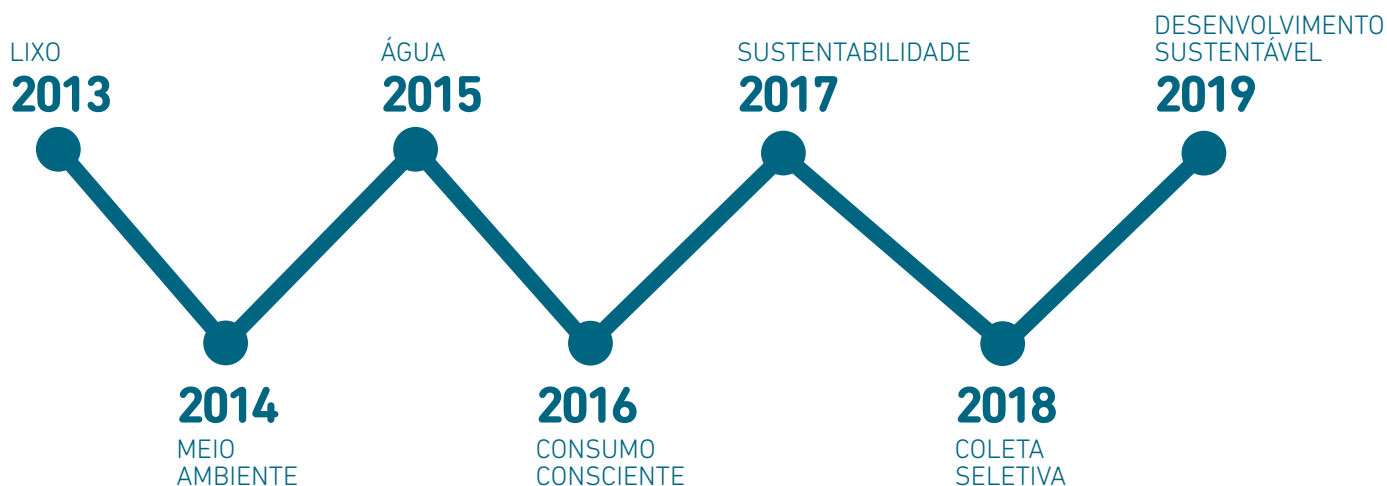 LIXO
2013
2014
MEIO
AMBIENTE
ÁGUA
2015
2016
CONSUMO
CONSCIENTE
SUSTENTABILIDADE
2017
2018
COLETA
SELETIVA
DESENVOLVIMENTO
SUSTENTÁVEL
2019